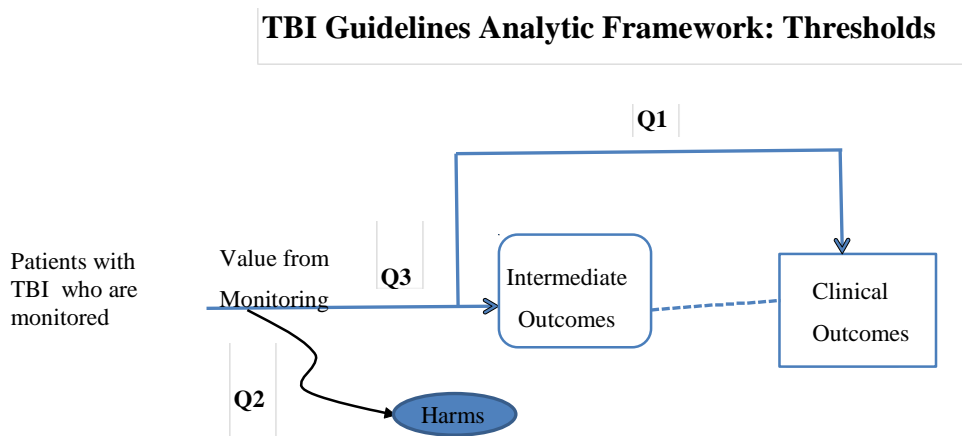 TBI Guidelines Analytic Framework: Thresholds
Q1
Patients with
TBI who are
monitored
Value from
Monitoring
Q3
Intermediate
Outcomes
Clinical
Outcomes
Q2
Harms